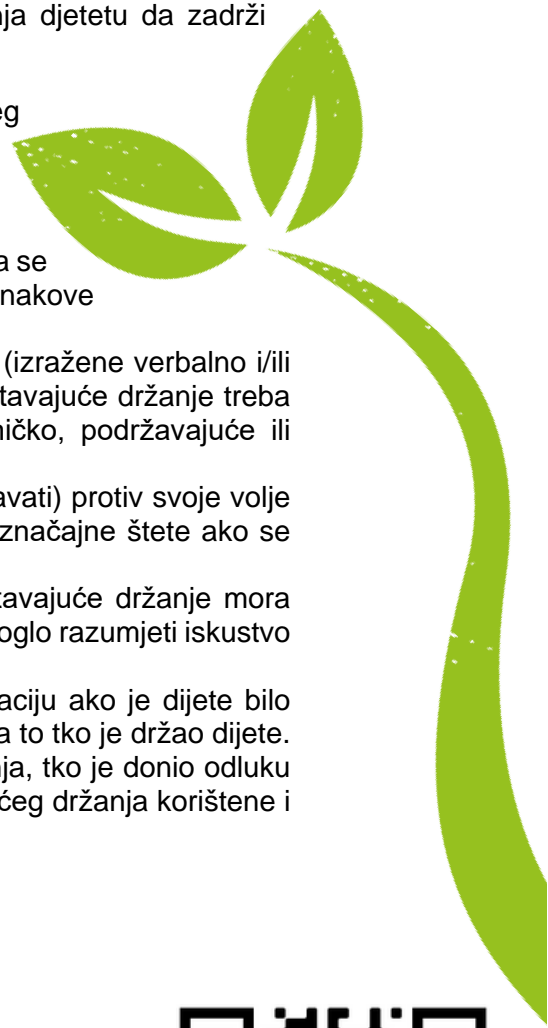 nja djetetu da zadrži
eg
a se
nakove
(izražene verbalno i/ili
tavajuće držanje treba
ničko, podržavajuće ili
avati) protiv svoje volje
značajne štete ako se
tavajuće držanje mora
oglo razumjeti iskustvo
aciju ako je dijete bilo
a to tko je držao dijete.
nja, tko je donio odluku
ćeg držanja korištene i